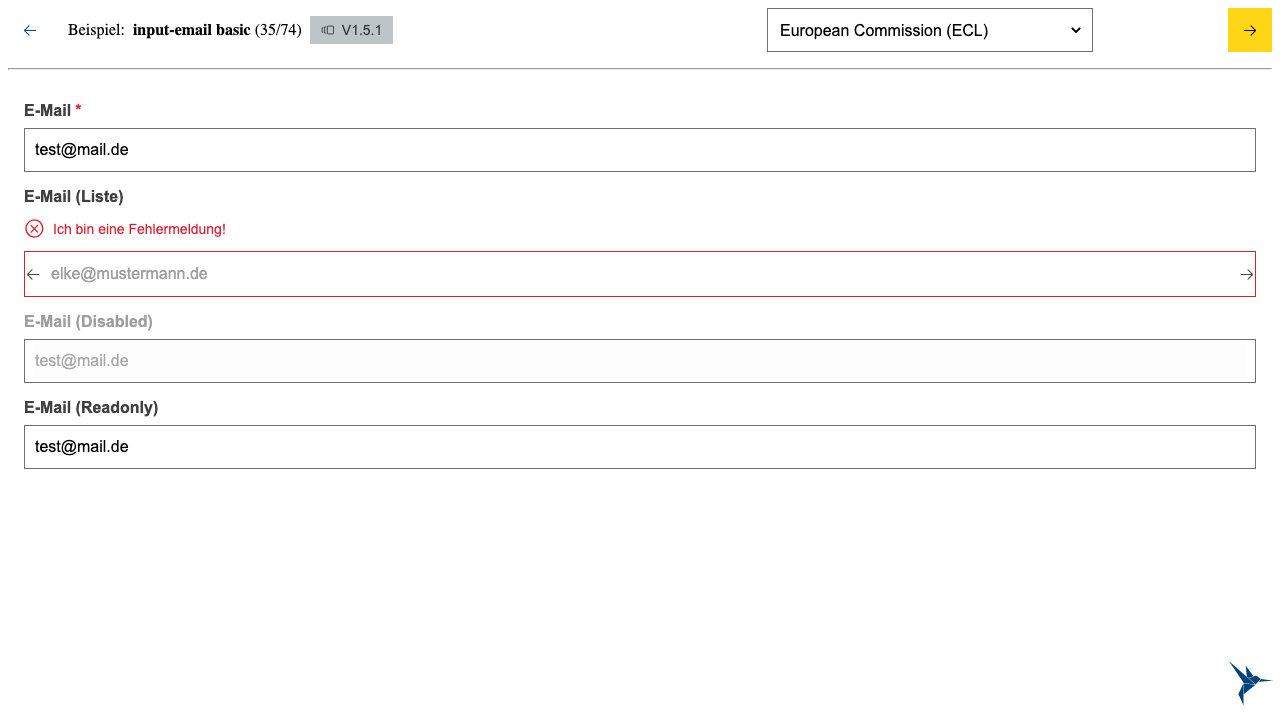 Beispiel: input-email basic (35/74) V1.5.1 European Commission (ECL)
E-Mail *
test@mail.de
E-Mail (Liste)
Ich bin eine Fehlermeldung!
elke@mustermann.de
E-Mail (Disabled)
test@mail.de
E-Mail (Readonly)
test@mail.de